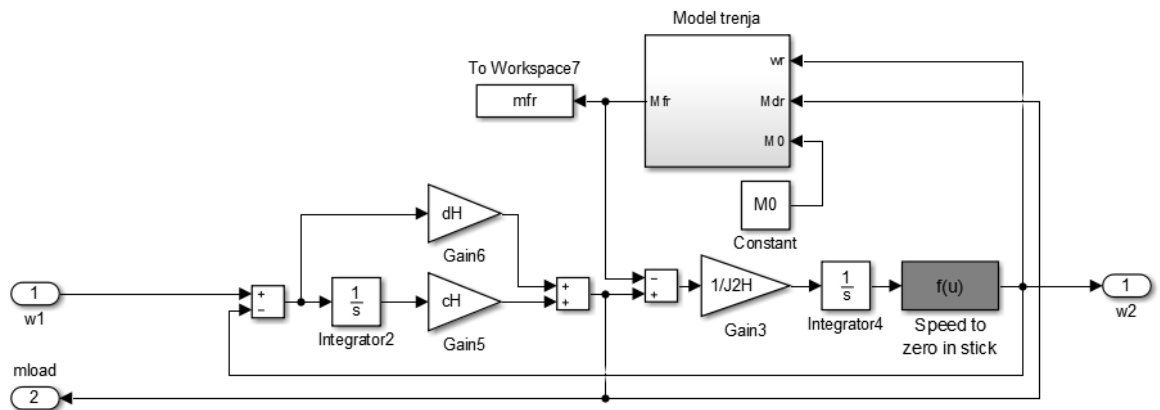 Model trenja
To Workspace7
wr
mfr
Mfr
Mdr
M0
M0
dH
Constant
Gain6
1
w1
+
−
1
s
Integrator2
cH
Gain5
+
+
−
+
1/J2H
Gain3
1
s
Integrator4
f(u)
Speed to
zero in stick
1
w2
mload
2